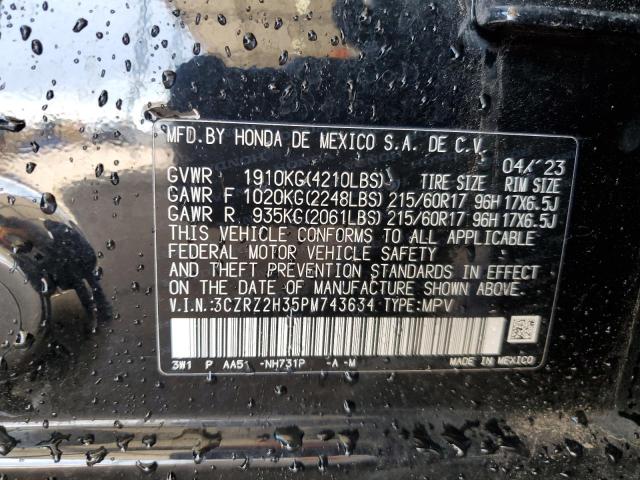 MFD.BY HONDA DE MEXICO S.A. DE C.V.
04/'23
GVWR 1910KG(4210LBS) TIRE SIZE RIM SIZE
GAWR F 1020KG(2248LBS) 215/60R17 96H 17X6.5J
GAWR R. 935KG(2061LBS) 215/60R17 96H 17X6.5J
THIS VEHICLE CONFORMS TO ALL APPLICABLE
FEDERAL MOTOR VEHICLE SAFETY
AND THEFT PREVENTION STANDARDS IN EFFECT
ON THE DATE OF MANUFACTURE SHOWN ABOVE.
V.I.N.:3CZRZ2H35PM743634 TYPE:MPV
3W1 P AA51 -NH731P -A-M MADE IN MEXICO